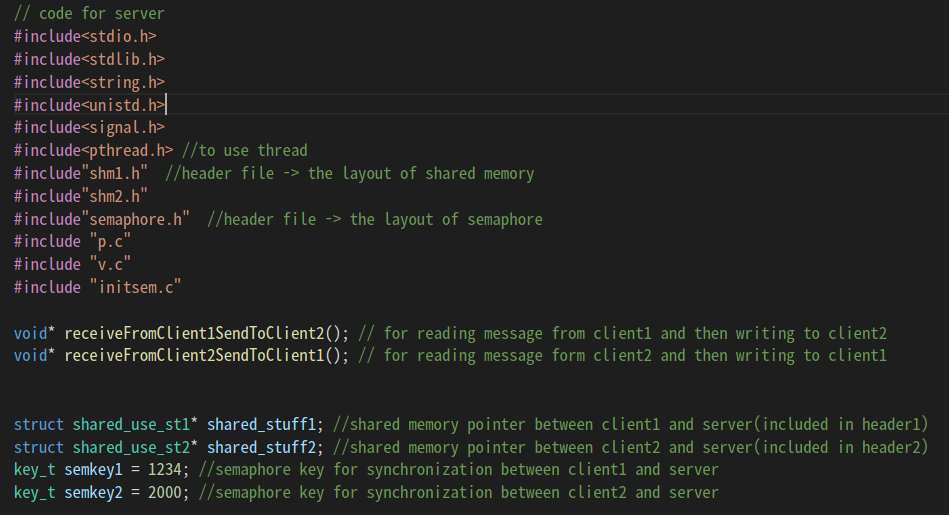 // code for server
#include<stdio.h>
#include<stdlib.h>
#include<string.h>
#include<unistd.h>
#include<signal.h>
#include<pthread.h> //to use thread
#include"shm1.h"  //header file -> the layout of shared memory
#include"shm2.h"
#include"semaphore.h"  //header file -> the layout of semaphore
#include "p.c"
#include "v.c"
#include "initsem.c"
void* receiveFromClient1SendToClient2(); // for reading message from client1 and then writing to client2
void* receiveFromClient2SendToClient1(); // for reading message form client2 and then writing to client1
struct shared_use_st1* shared_stuff1; //shared memory pointer between client1 and server(included in header1)
struct shared_use_st2* shared_stuff2; //shared memory pointer between client2 and server(included in header2)
key_t semkey1 = 1234; //semaphore key for synchronization between client1 and server
key_t semkey2 = 2000; //semaphore key for synchronization between client2 and server